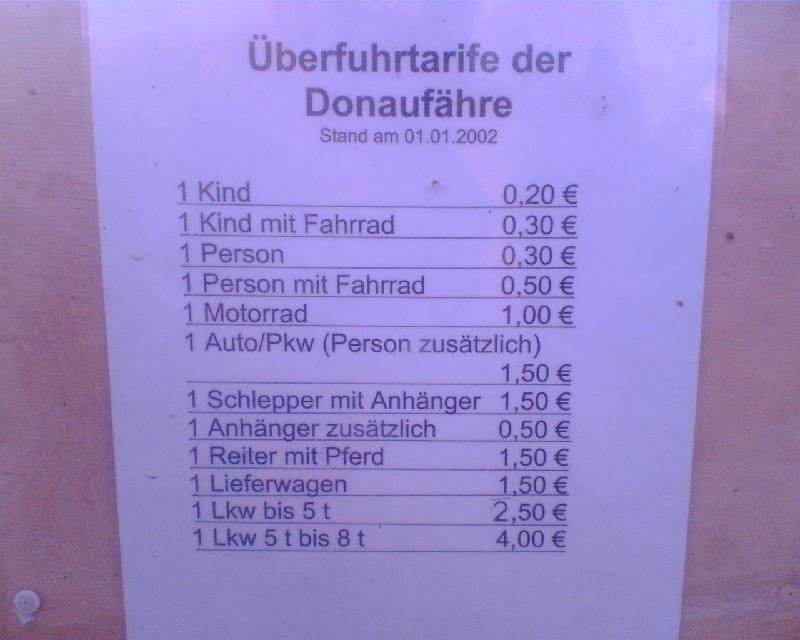 Überfuhrtarife der
Donaufähre
Stand am 01.01.2002
1 Kind 0,20 €
1 Kind mit Fahrrad 0,30 €
1 Person 0,30 €
1 Person mit Fahrrad 0,50 €
1 Motorrad 1,00 €
1 Auto/Pkw (Person zusätzlich)
1,50 €
1 Schlepper mit Anhänger 1,50 €
1 Anhänger zusätzlich 0,50 €
1 Reiter mit Pferd 1,50 €
1 Lieferwagen 1,50 €
1 Lkw bis 5 t 2,50 €
1 Lkw 5 t bis 8 t 4,00 €